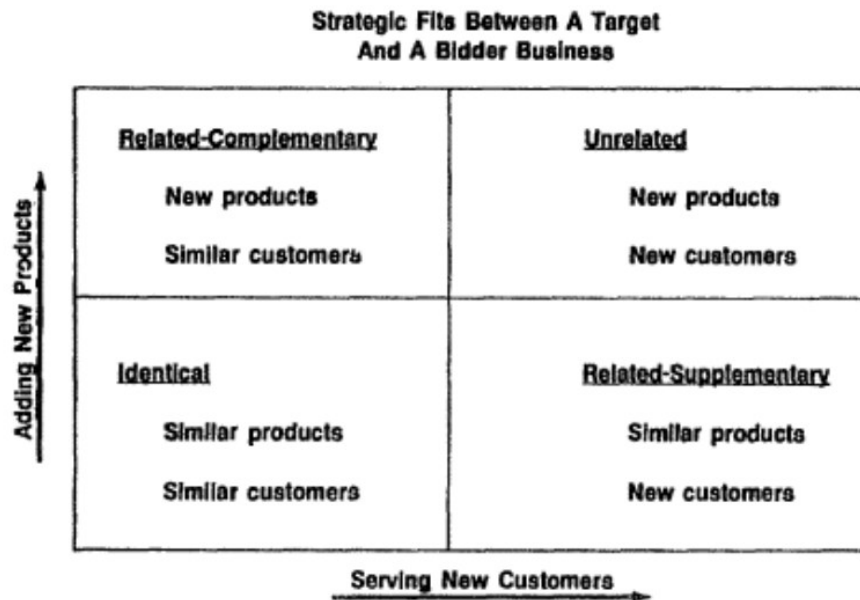 Strategic Fits Between A Target
And A Bidder Business
Related-Complementary
New products
Similar customers
Unrelated
New products
New customers
Adding New Products
Identical
Similar products
Similar customers
Related-Supplementary
Similar products
New customers
Serving New Customers